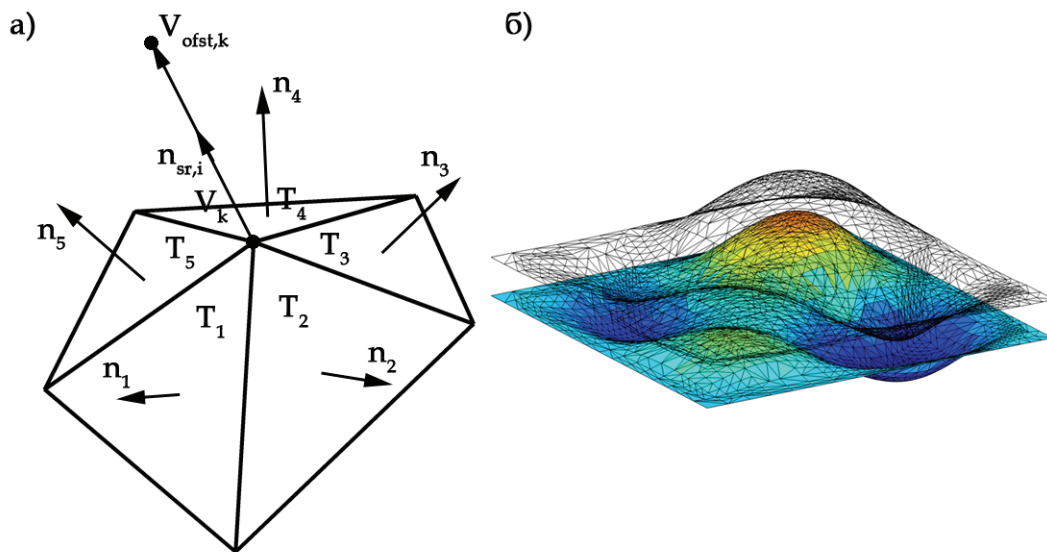 а)
V_ofst,k
б)
n_4
n_3
n_sr,i
V_k
T_4
n_5
T_5
T_3
T_1
T_2
n_1
n_2